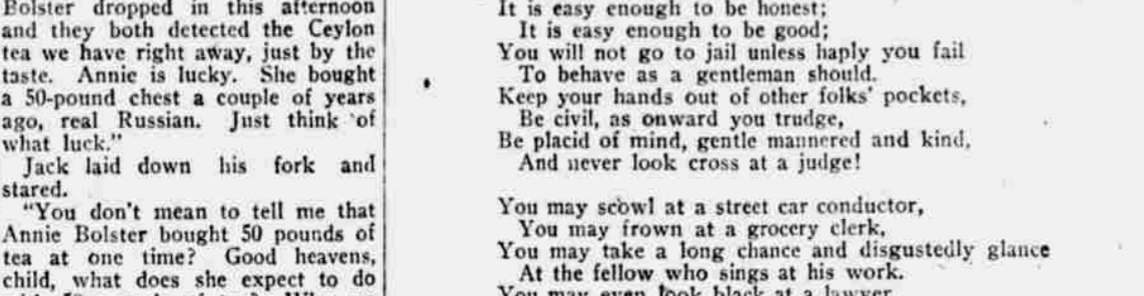 Bolster dropped in this afternoon
and they both detected the Ceylon
tea we have right away, just by the
taste. Annie is lucky. She bought
a 50-pound chest a couple of years
ago, real Russian. Just think of
what luck."
Jack laid down his fork and
stared.
"You don't mean to tell me that
Annie Bolster bought 50 pounds of
tea at one time? Good heavens,
child, what does she expect to do
It is easy enough to be honest;
It is easy enough to be good;
You will not go to jail unless haply you fail
To behave as a gentleman should.
Keep your hands out of other folks' pockets,
Be civil, as onward you trudge,
Be placid of mind, gentle mannered and kind,
And never look cross at a judge!
You may scowl at a street car conductor,
You may frown at a grocery clerk,
You may take a long chance and disgustedly glance
At the fellow who sings at his work.
You may even look black at a lawyer